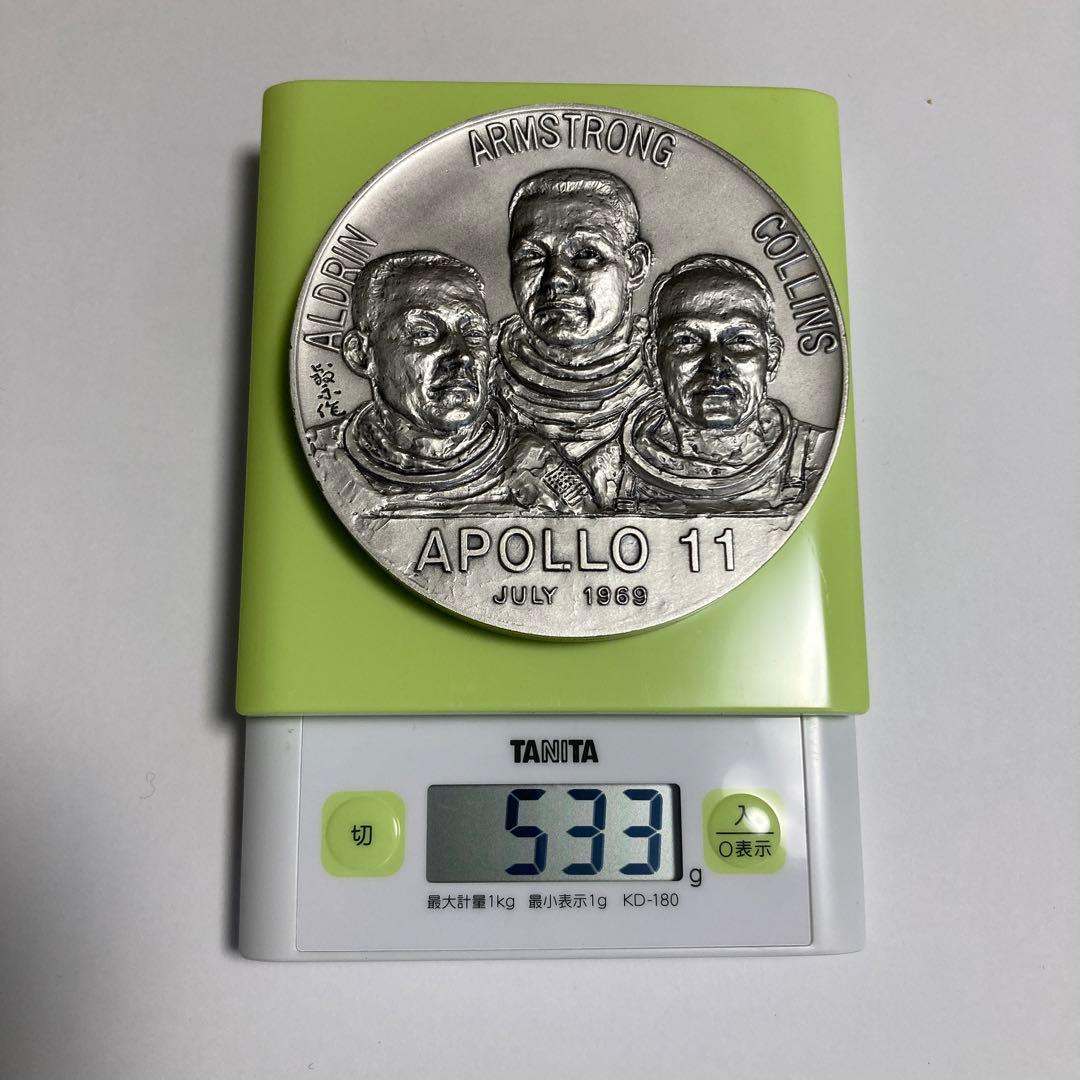 ARMSTRONG
ALDRIN
COLLINS
APOLLO 11
JULY 1969
TANITA
切
533 g
入
0表示
最大計量1kg 最小表示1g KD-180